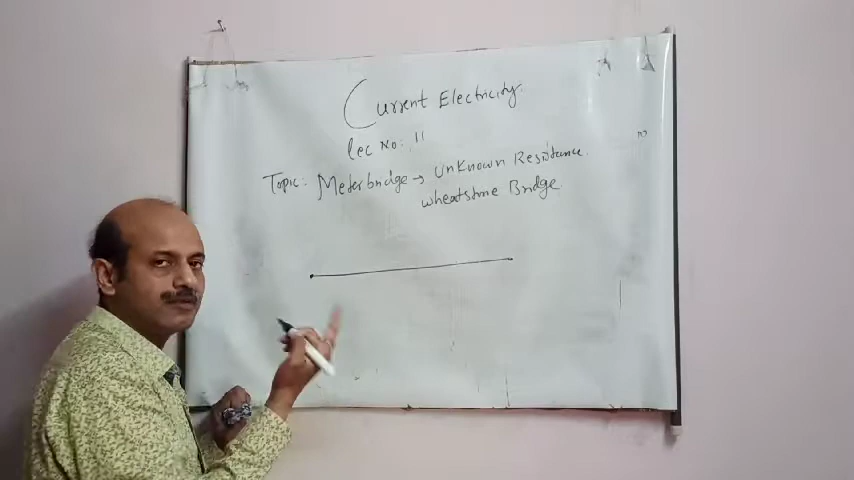 Current Electricity.
Lec No: 11
Topic: Meterbridge → Unknown Resistance.
Wheatstone Bridge.